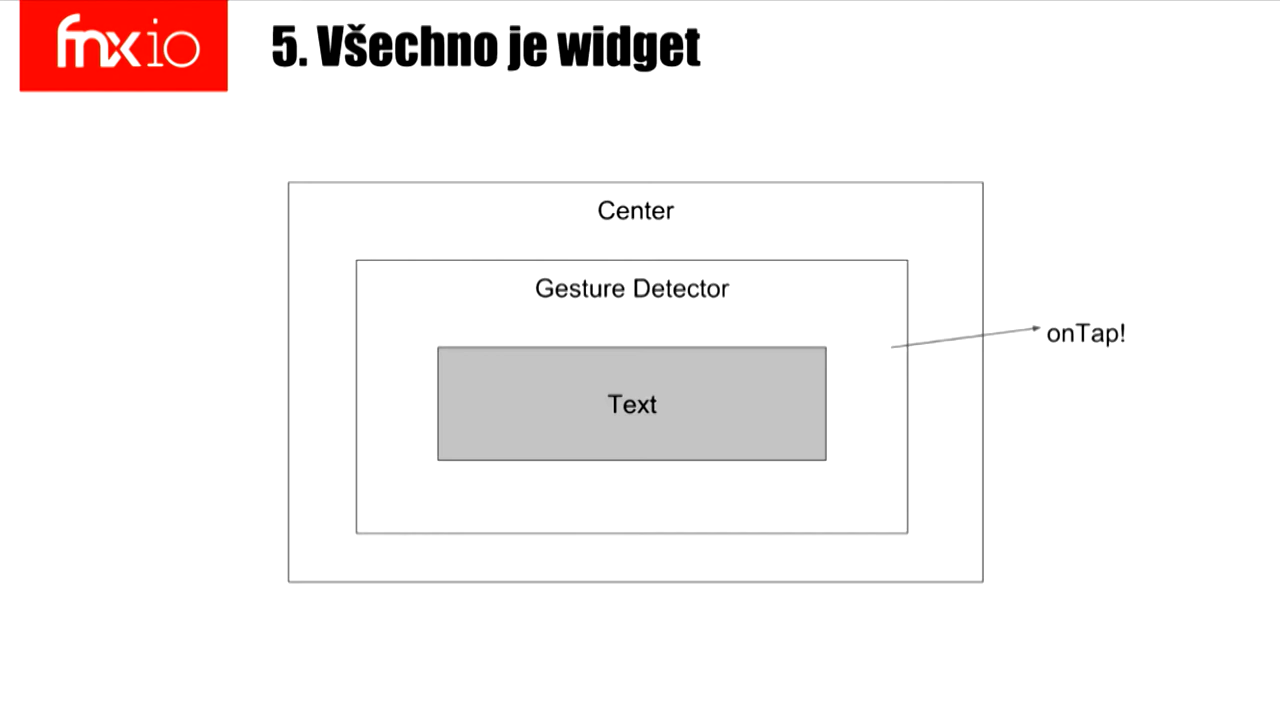 fnxio
5. Všechno je widget
Center
Gesture Detector
onTap!
Text